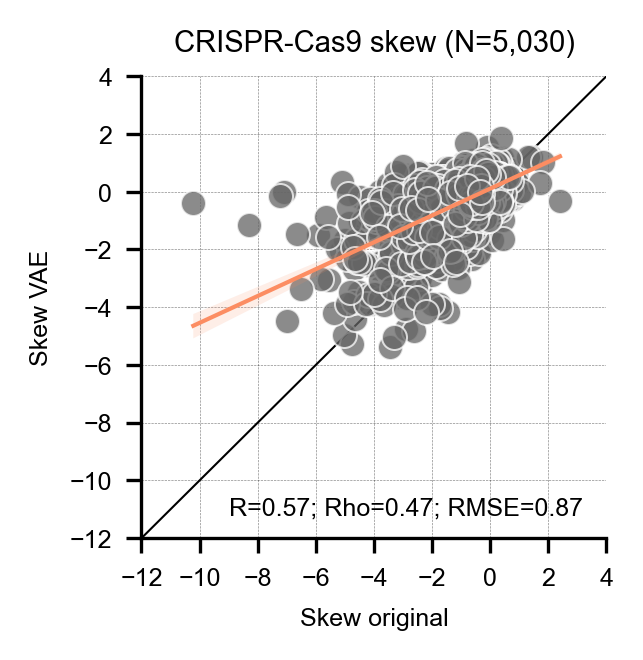 CRISPR-Cas9 skew (N=5,030)
4
2
0
−2
−4
−6
−8
−10
−12
Skew VAE
R=0.57; Rho=0.47; RMSE=0.87
−12 −10 −8 −6 −4 −2 0 2 4
Skew original